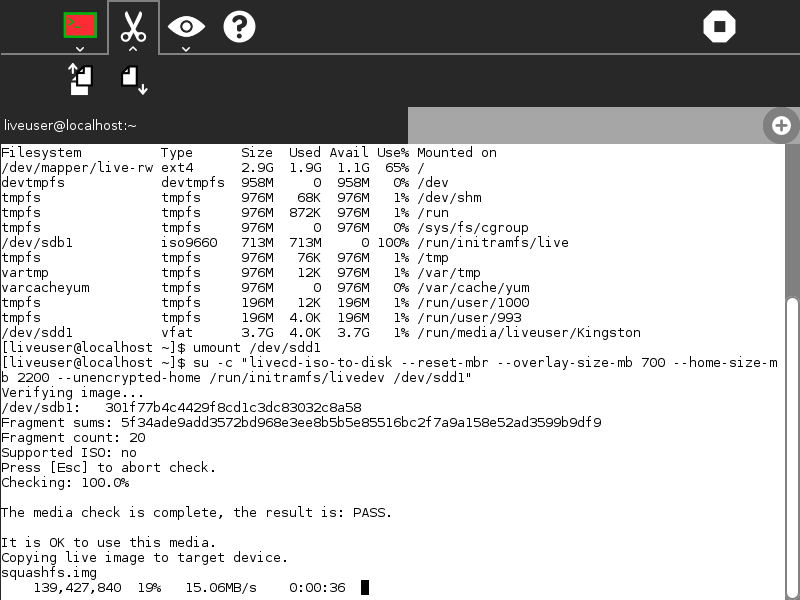 liveuser@localhost:~
Filesystem Type Size Used Avail Use% Mounted on
/dev/mapper/live-rw ext4 2.9G 1.9G 1.1G 65% /
devtmpfs devtmpfs 958M 0 958M 0% /dev
tmpfs tmpfs 976M 68K 976M 1% /dev/shm
tmpfs tmpfs 976M 872K 976M 1% /run
tmpfs tmpfs 976M 0 976M 0% /sys/fs/cgroup
/dev/sdb1 iso9660 713M 713M 0 100% /run/initramfs/live
tmpfs tmpfs 976M 76K 976M 1% /tmp
vartmp tmpfs 976M 12K 976M 1% /var/tmp
varcacheyum tmpfs 976M 0 976M 0% /var/cache/yum
tmpfs tmpfs 196M 12K 196M 1% /run/user/1000
tmpfs tmpfs 196M 4.0K 196M 1% /run/user/993
/dev/sdd1 vfat 3.7G 4.0K 3.7G 1% /run/media/liveuser/Kingston
[liveuser@localhost ~]$ umount /dev/sdd1
[liveuser@localhost ~]$ su -c "livecd-iso-to-disk --reset-mbr --overlay-size-mb 700 --home-size-m
b 2200 --unencrypted-home /run/initramfs/livedev /dev/sdd1"
Verifying image...
/dev/sdb1: 301f77b4c4429f8cd1c3dc83032c8a58
Fragment sums: 5f34ade9add3572bd968e3ee8b5b5e85516bc2f7a9a158e52ad3599b9df9
Fragment count: 20
Supported ISO: no
Press [Esc] to abort check.
Checking: 100.0%
The media check is complete, the result is: PASS.
It is OK to use this media.
Copying live image to target device.
squashfs.img
139,427,840 19% 15.06MB/s 0:00:36